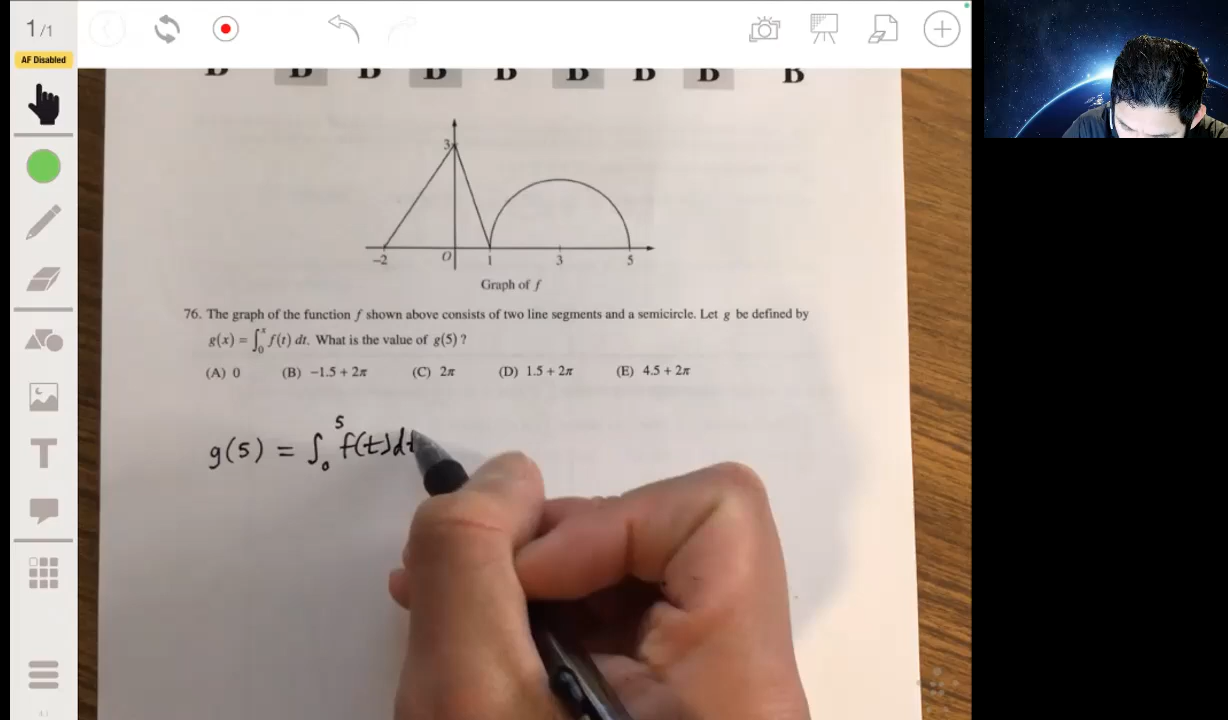 1/1
AF Disabled
B B B B B B B B B
3
-2 O 1 3 5
Graph of f
76. The graph of the function f shown above consists of two line segments and a semicircle. Let g be defined by
g(x) = ∫₀ˣ f(t) dt. What is the value of g(5) ?
(A) 0 (B) −1.5 + 2π (C) 2π (D) 1.5 + 2π (E) 4.5 + 2π
g(5) = ∫₀⁵ f(t)dt
T